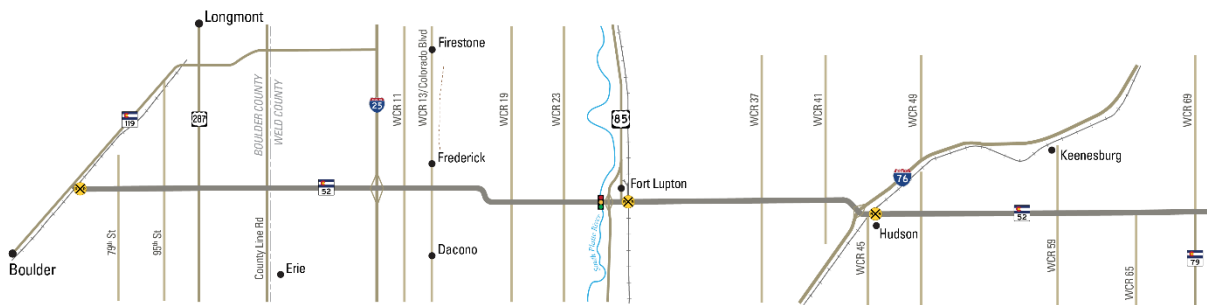 Longmont
Firestone
WCR 13/Colorado Blvd
BOULDER COUNTY
WELD COUNTY
25
WCR 11
WCR 19
WCR 23
85
WCR 37
WCR 41
WCR 49
WCR 69
119
287
Frederick
76
Keenesburg
52
Fort Lupton
52
Hudson
79th St
95th St
County Line Rd
Erie
Dacono
South Platte River
WCR 45
WCR 59
WCR 65
79
Boulder